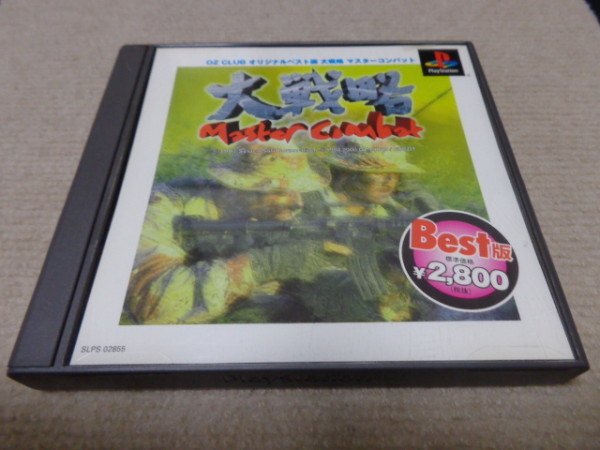 OZ CLUB オリジナルベスト版 大戦略 マスターコンバット
PlayStation
大戦略
Master Combat
Best版
標準価格
¥2,800
(税抜)
SLPS 02855